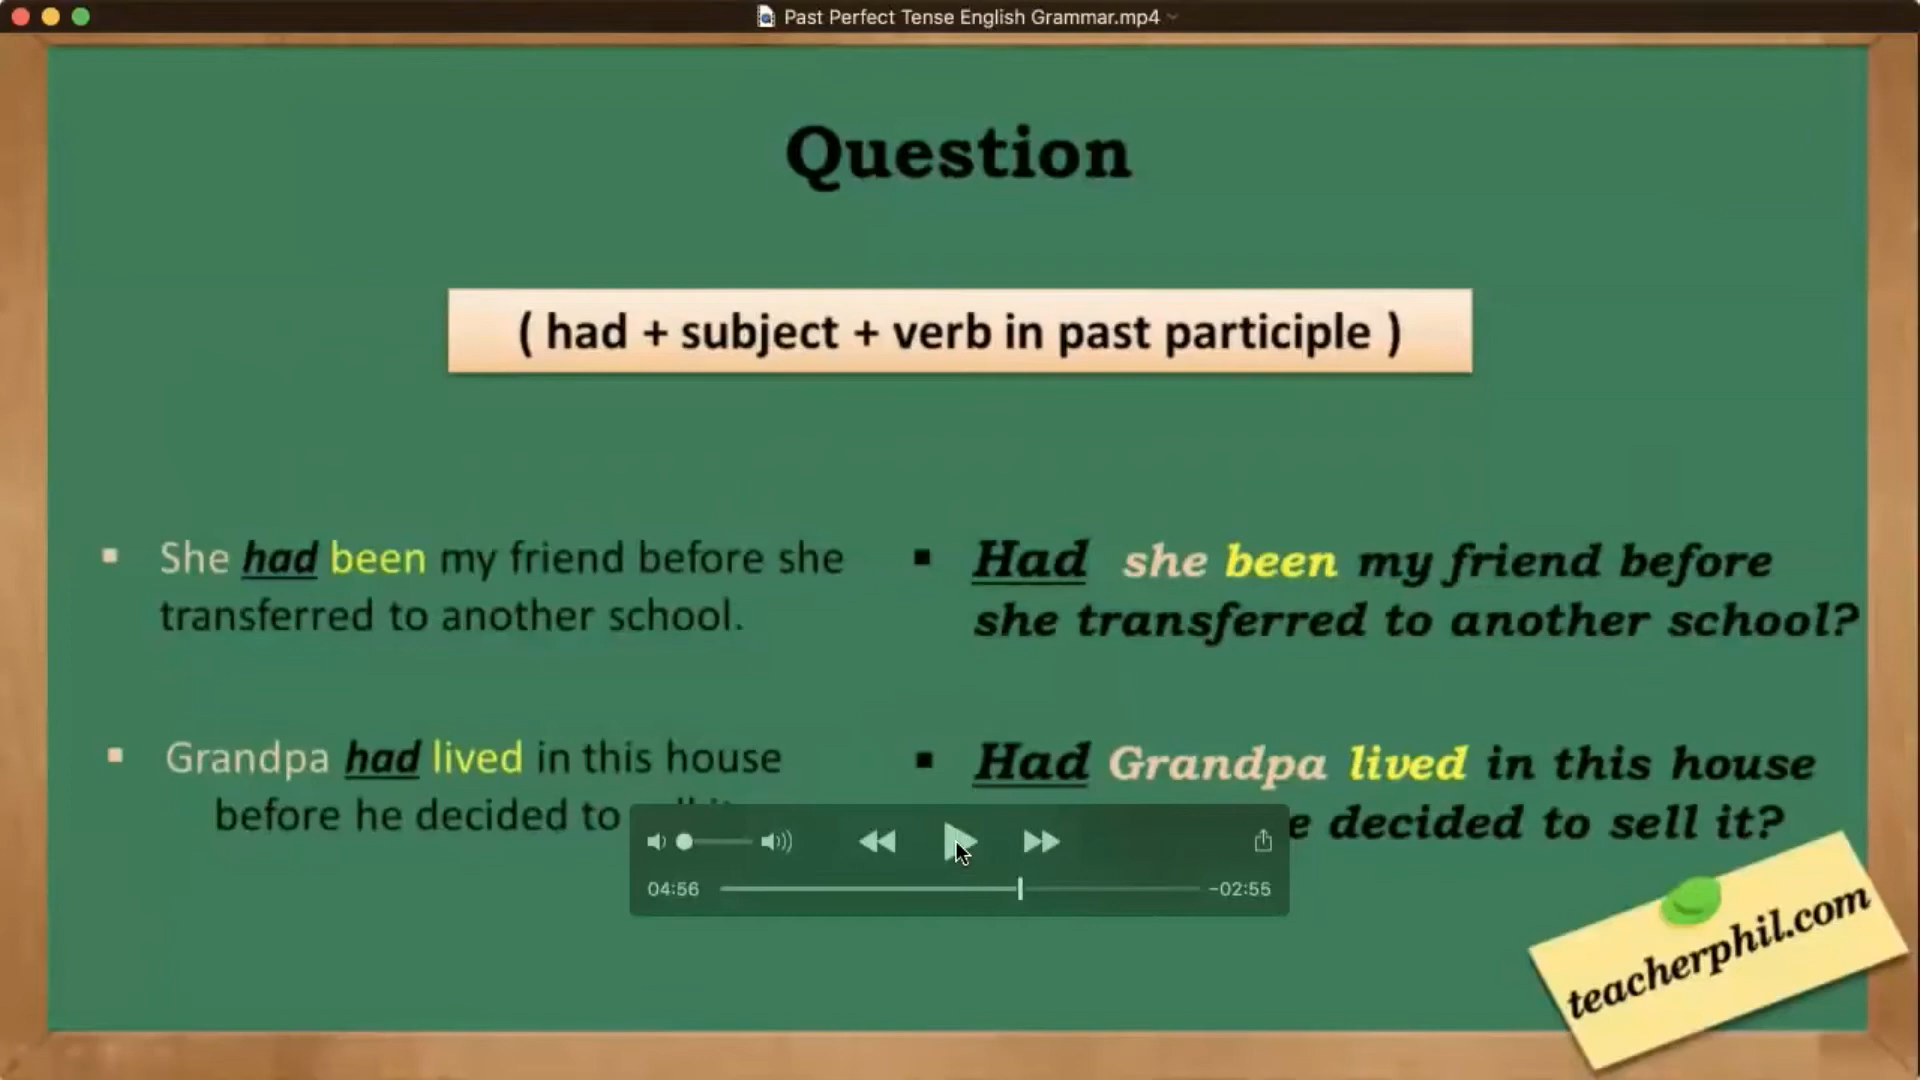 Past Perfect Tense English Grammar.mp4
Question
( had + subject + verb in past participle )
▪ She had been my friend before she
transferred to another school.
▪ Grandpa had lived in this house
before he decided to
▪ Had she been my friend before
she transferred to another school?
▪ Had Grandpa lived in this house
decided to sell it?
04:56
-02:55
teacherphil.com